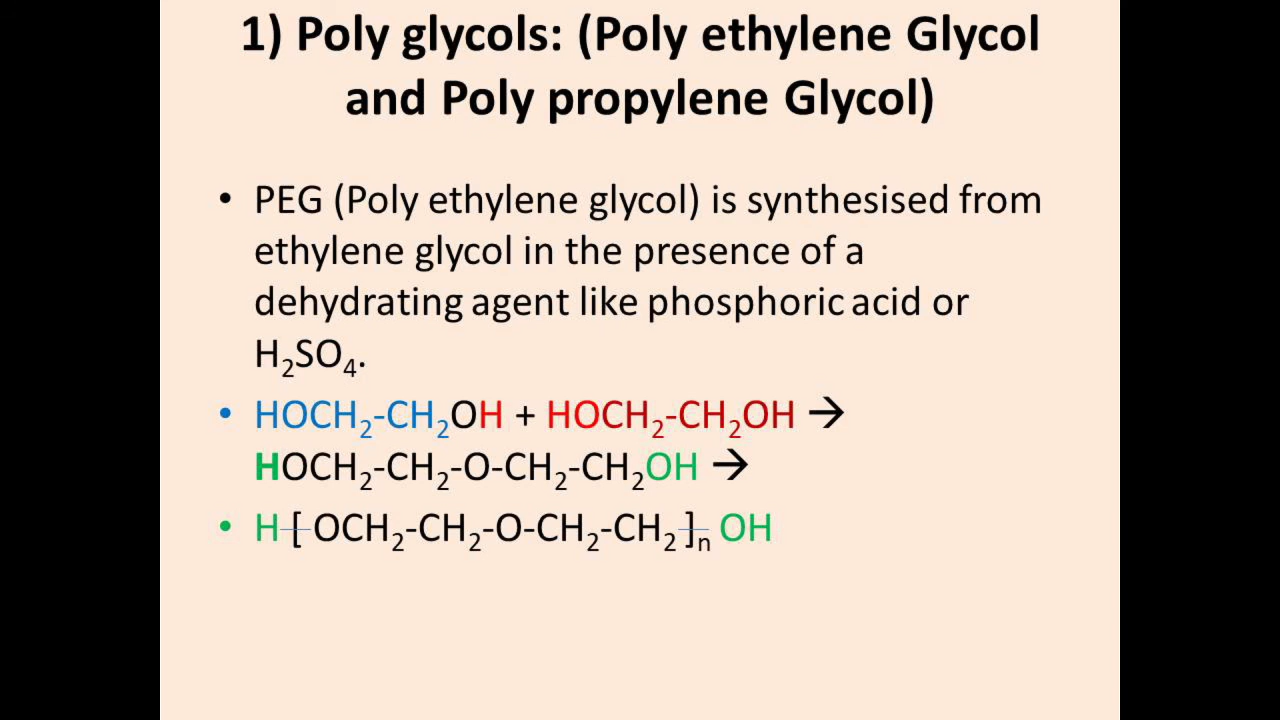 1) Poly glycols: (Poly ethylene Glycol
and Poly propylene Glycol)
• PEG (Poly ethylene glycol) is synthesised from
ethylene glycol in the presence of a
dehydrating agent like phosphoric acid or
H₂SO₄.
• HOCH₂-CH₂OH + HOCH₂-CH₂OH →
HOCH₂-CH₂-O-CH₂-CH₂OH →
• H-[ OCH₂-CH₂-O-CH₂-CH₂-]ₙ OH